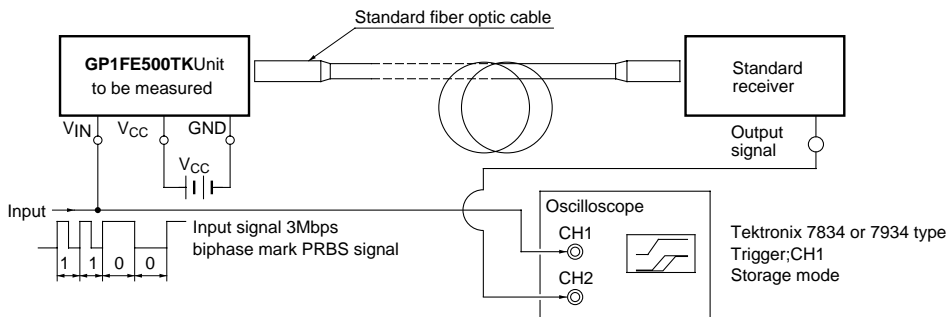 Standard fiber optic cable
GP1FE500TKUnit
to be measured
Standard
receiver
VIN
VCC
GND
Output
signal
VCC
Input
Input signal 3Mbps
biphase mark PRBS signal
1 1 0 0
Oscilloscope
CH1
CH2
Tektronix 7834 or 7934 type
Trigger;CH1
Storage mode